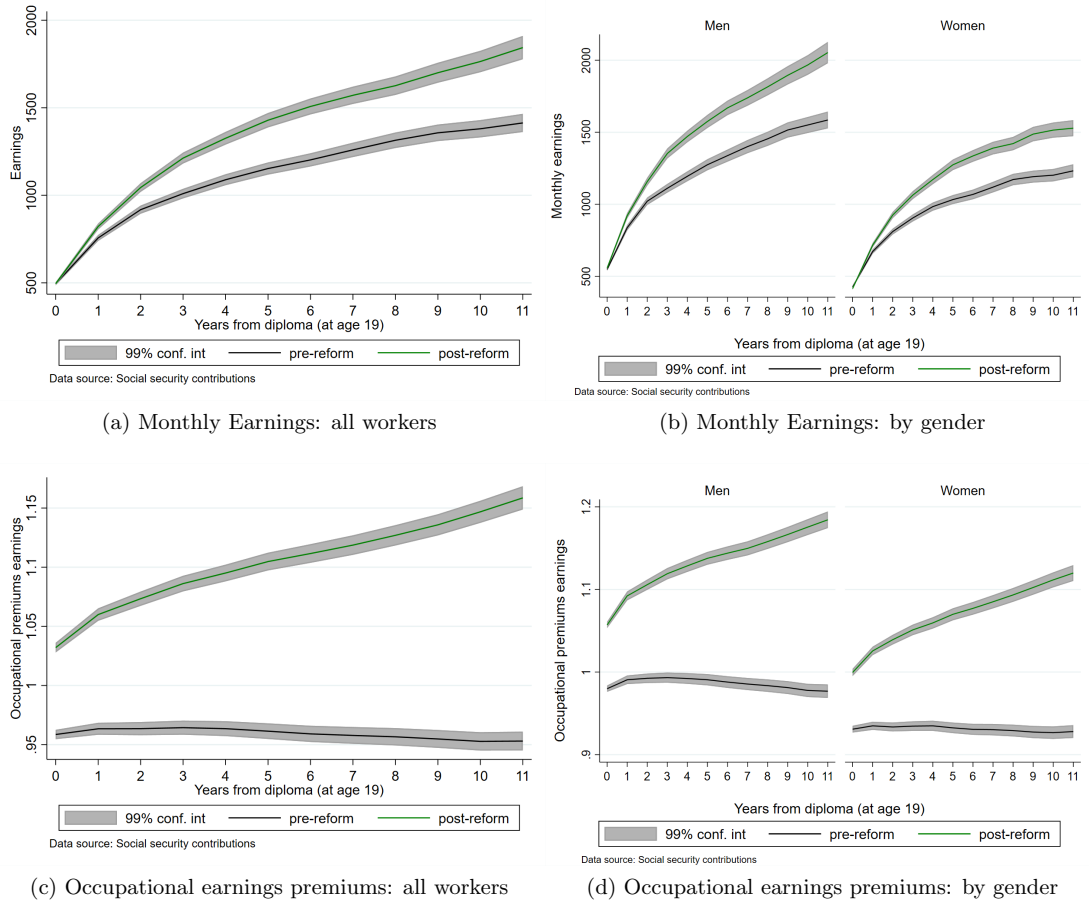 2000
1500
1000
500
Earnings
0 1 2 3 4 5 6 7 8 9 10 11
Years from diploma (at age 19)
99% conf. int pre-reform post-reform
Data source: Social security contributions
(a) Monthly Earnings: all workers
Men Women
2000
1500
1000
500
Monthly earnings
0 1 2 3 4 5 6 7 8 9 10 11 0 1 2 3 4 5 6 7 8 9 10 11
Years from diploma (at age 19)
99% conf. int pre-reform post-reform
Data source: Social security contributions
(b) Monthly Earnings: by gender
1.15
1.1
1.05
1
.95
Occupational premiums earnings
0 1 2 3 4 5 6 7 8 9 10 11
Years from diploma (at age 19)
99% conf. int pre-reform post-reform
Data source: Social security contributions
(c) Occupational earnings premiums: all workers
Men Women
1.2
1.1
1
.9
Occupational premiums earnings
0 1 2 3 4 5 6 7 8 9 10 11 0 1 2 3 4 5 6 7 8 9 10 11
Years from diploma (at age 19)
99% conf. int pre-reform post-reform
Data source: Social security contributions
(d) Occupational earnings premiums: by gender